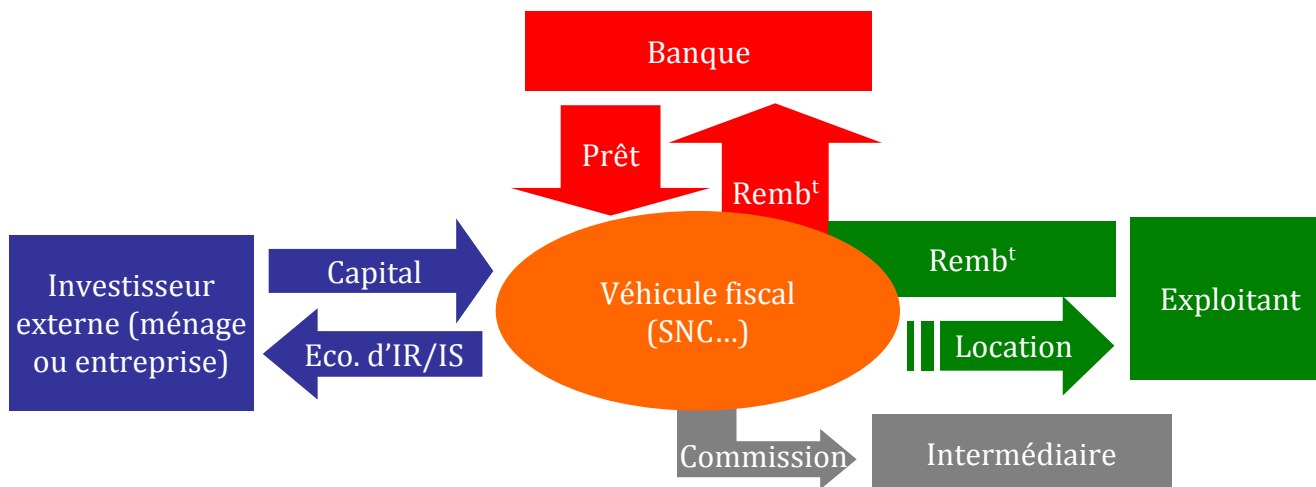 Banque
Prêt
Rembᵗ
Investisseur
externe (ménage
ou entreprise)
Capital
Eco. d'IR/IS
Véhicule fiscal
(SNC…)
Rembᵗ
Location
Exploitant
Commission
Intermédiaire